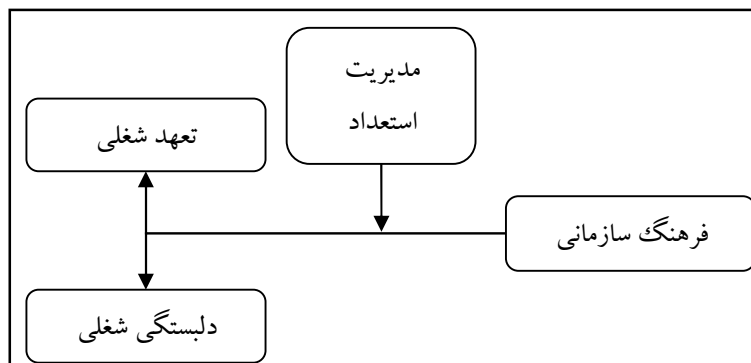 مدیریت
استعداد
تعهد شغلی
فرهنگ سازمانی
دلبستگی شغلی